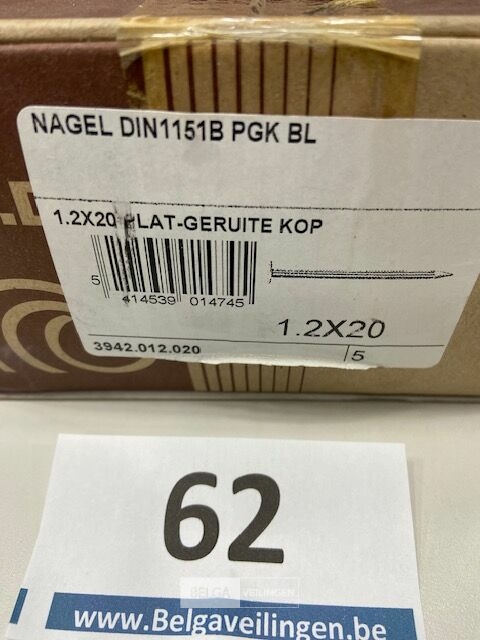 NAGEL DIN1151B PGK BL
1.2X20 PLAT-GERUITE KOP
5 414539 014745
1.2X20
3942.012.020 5
62
BELGA VEILINGEN
www.Belgaveilingen.be